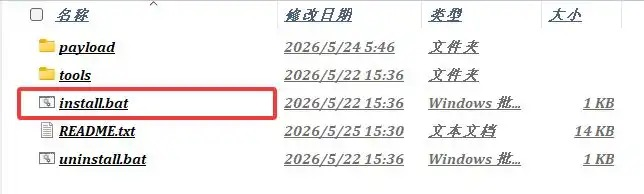 名称 修改日期 类型 大小
payload 2026/5/24 5:46 文件夹
tools 2026/5/22 15:36 文件夹
install.bat 2026/5/22 15:36 Windows 批... 1 KB
README.txt 2026/5/25 15:30 文本文档 14 KB
uninstall.bat 2026/5/22 15:36 Windows 批... 1 KB